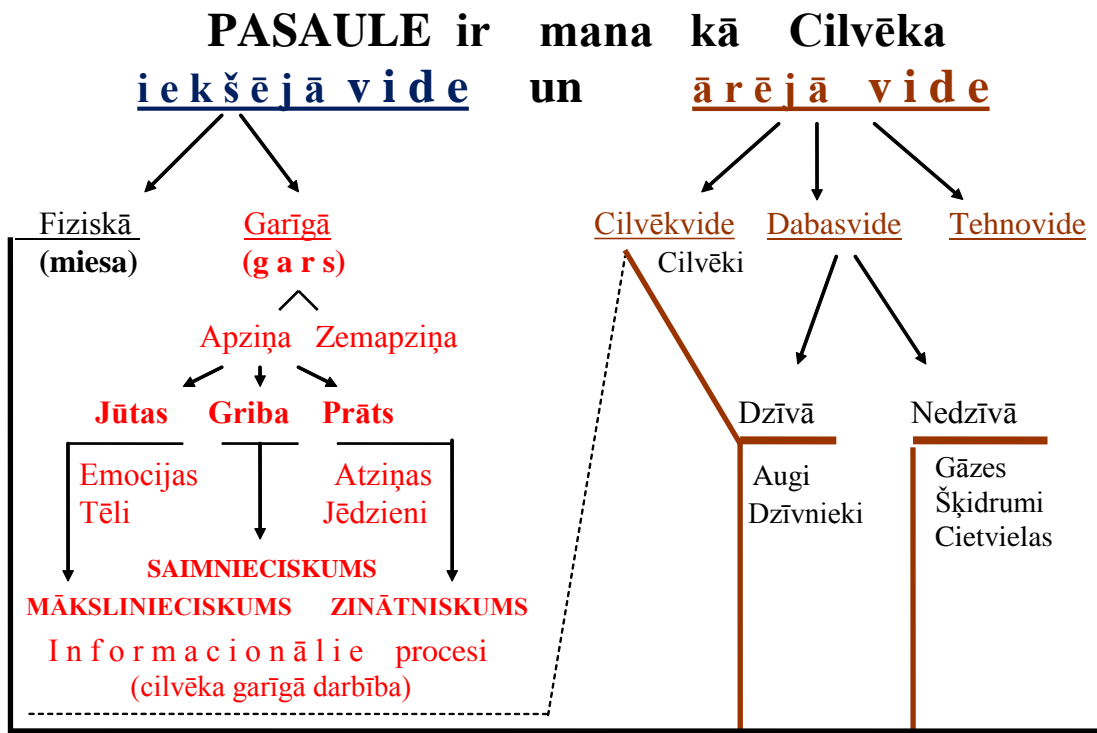 PASAULE ir mana kā Cilvēka
iekšējā vide un ārējā vide
Fiziskā
(miesa)
Garīgā
(gars)
Apziņa Zemapziņa
Jūtas Griba Prāts
Emocijas
Tēli
Atziņas
Jēdzieni
SAIMNIECISKUMS
MĀKSLINIECISKUMS ZINĀTNISKUMS
Informacionālie procesi
(cilvēka garīgā darbība)
Cilvēkvide Dabasvide Tehnovide
Cilvēki
Dzīvā
Augi
Dzīvnieki
Nedzīvā
Gāzes
Šķidrumi
Cietvielas